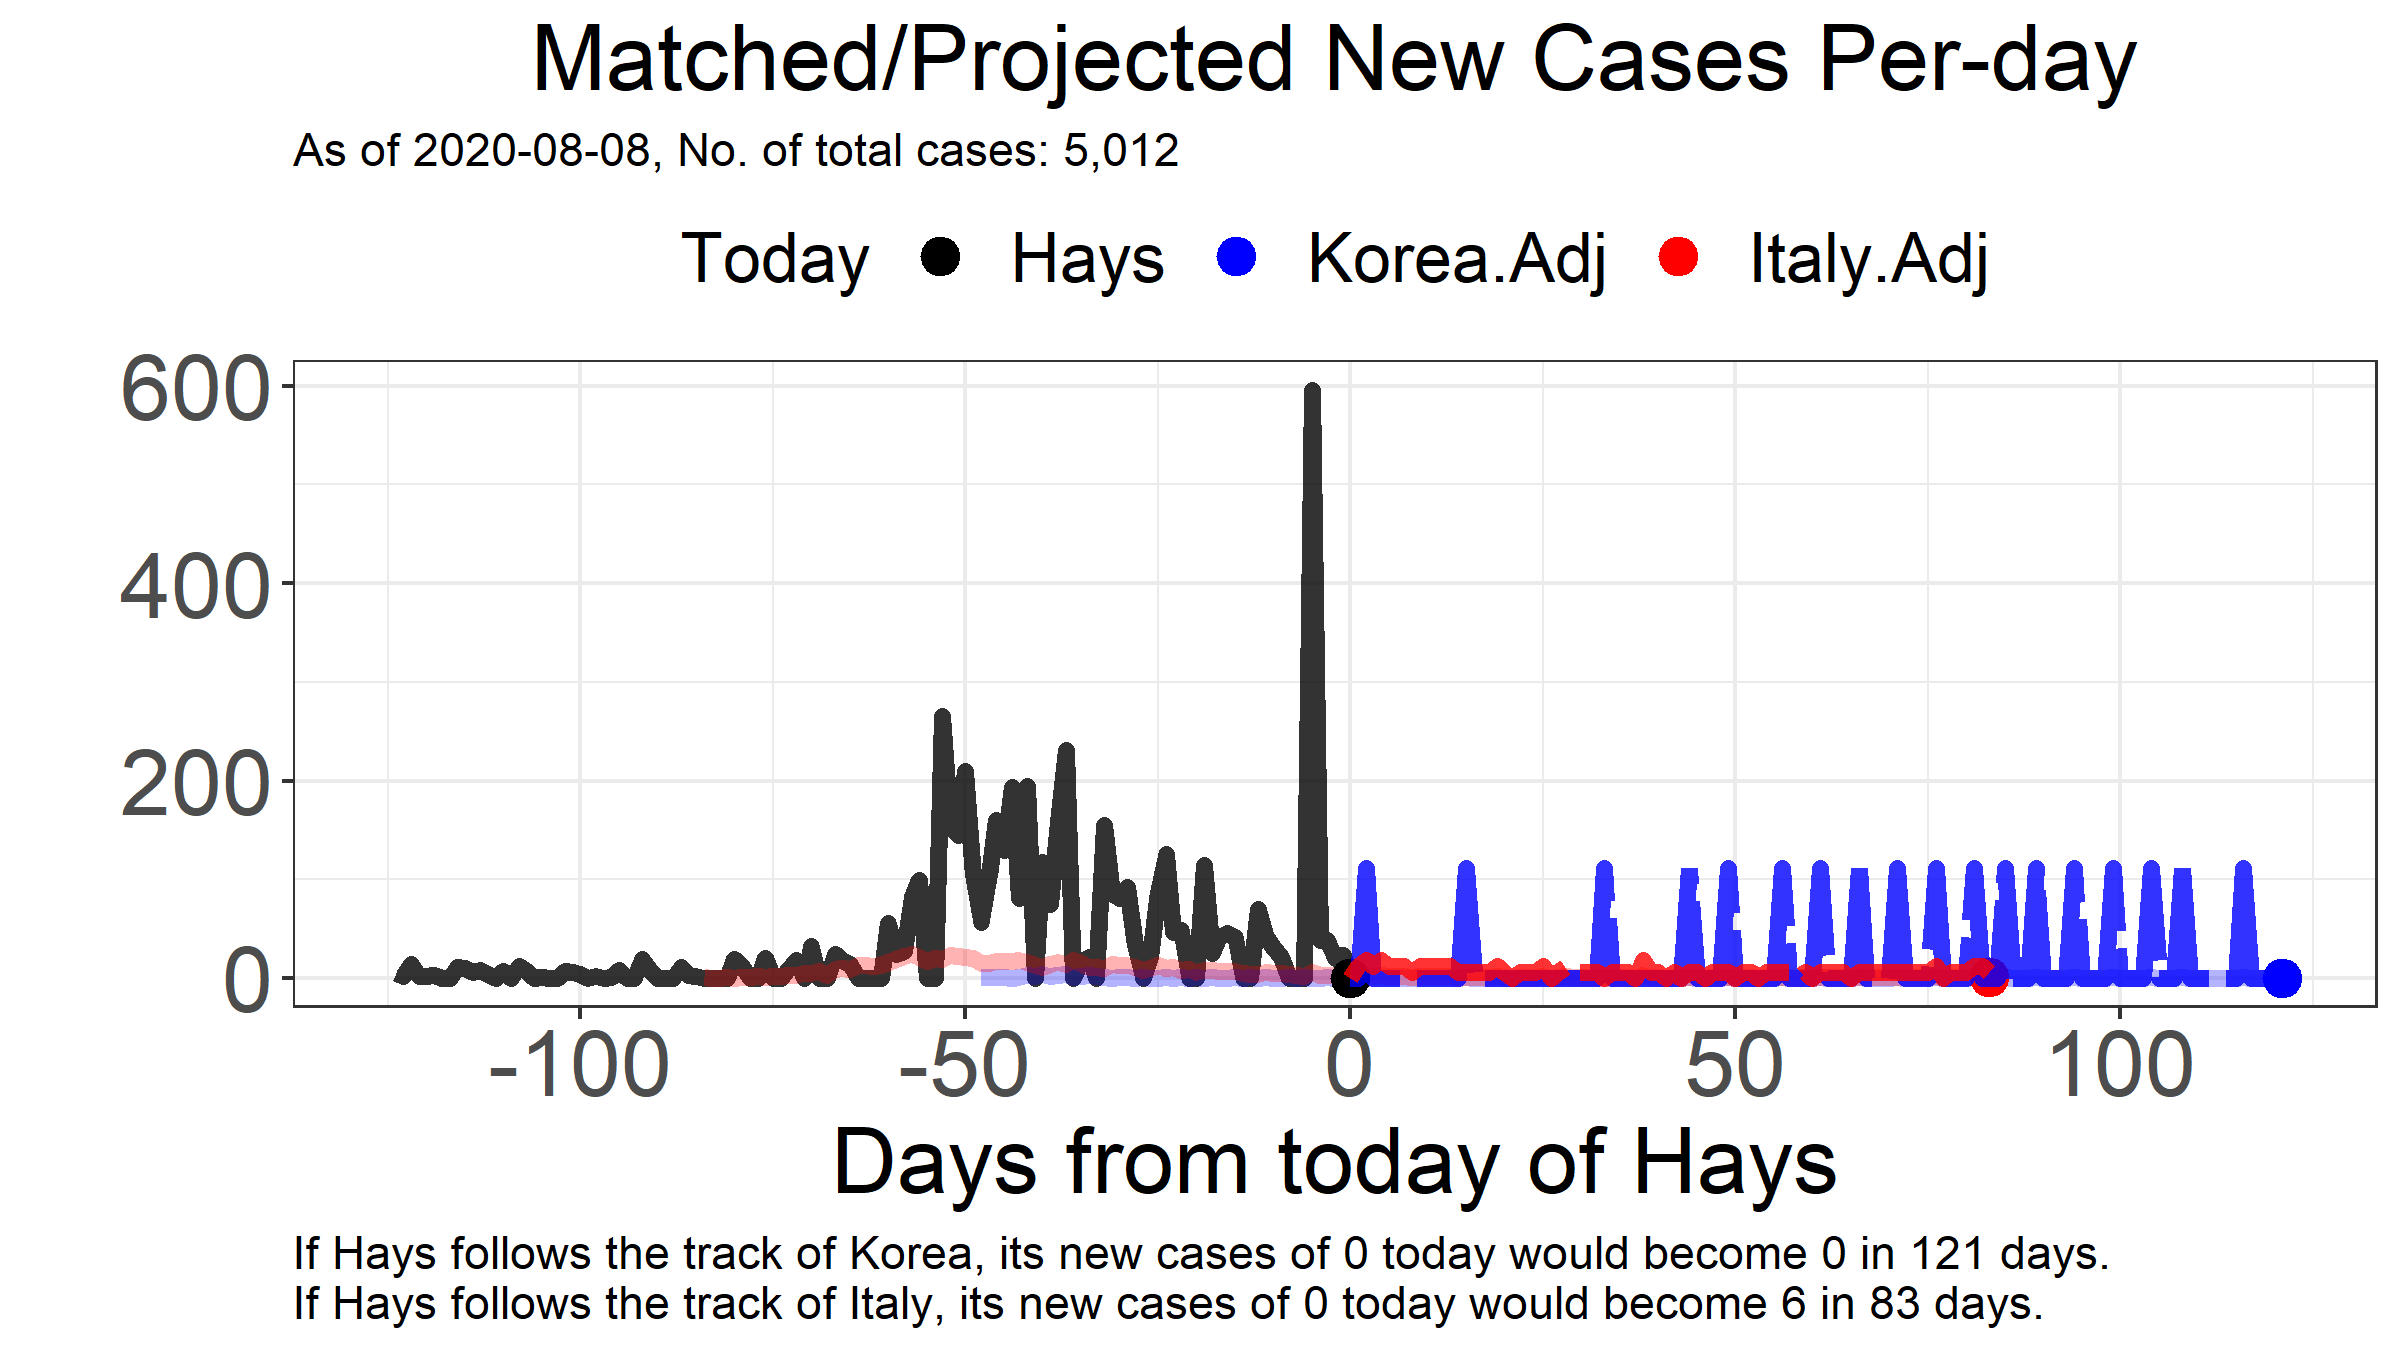 Matched/Projected New Cases Per-day
As of 2020-08-08, No. of total cases: 5,012
Today Hays Korea.Adj Italy.Adj
600
400
200
0
-100 -50 0 50 100
Days from today of Hays
If Hays follows the track of Korea, its new cases of 0 today would become 0 in 121 days.
If Hays follows the track of Italy, its new cases of 0 today would become 6 in 83 days.